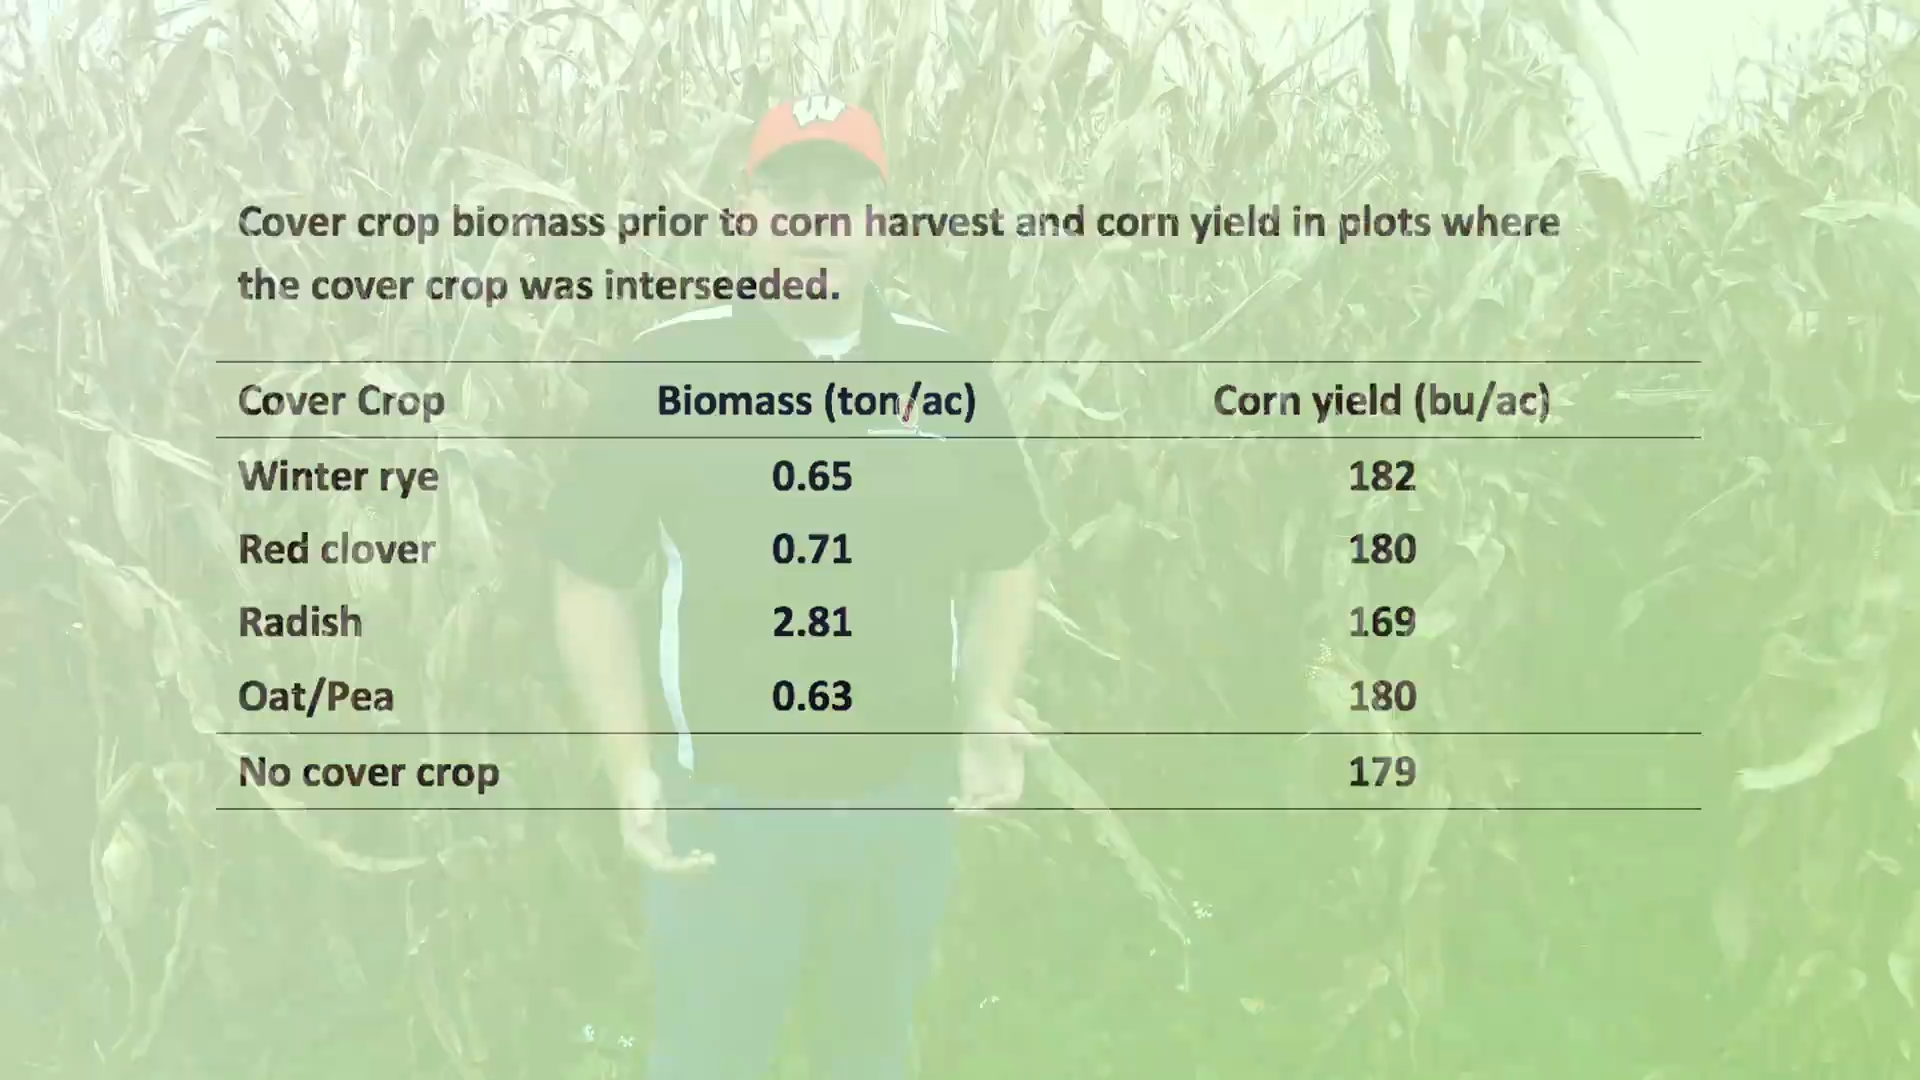 W
Cover crop biomass prior to corn harvest and corn yield in plots where
the cover crop was interseeded.
Cover Crop Biomass (ton/ac) Corn yield (bu/ac)
Winter rye 0.65 182
Red clover 0.71 180
Radish 2.81 169
Oat/Pea 0.63 180
No cover crop 179